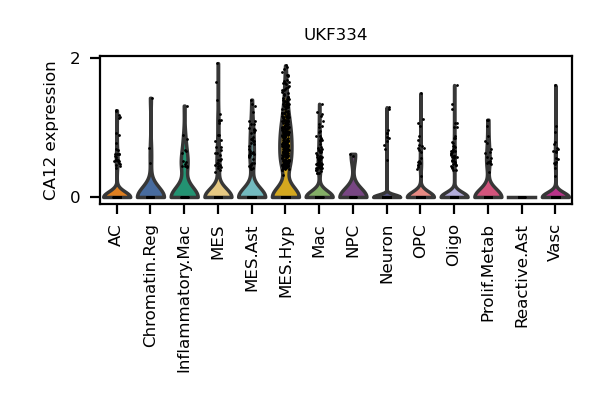 UKF334
CA12 expression
2
0
AC
Chromatin.Reg
Inflammatory.Mac
MES
MES.Ast
MES.Hyp
Mac
NPC
Neuron
OPC
Oligo
Prolif.Metab
Reactive.Ast
Vasc